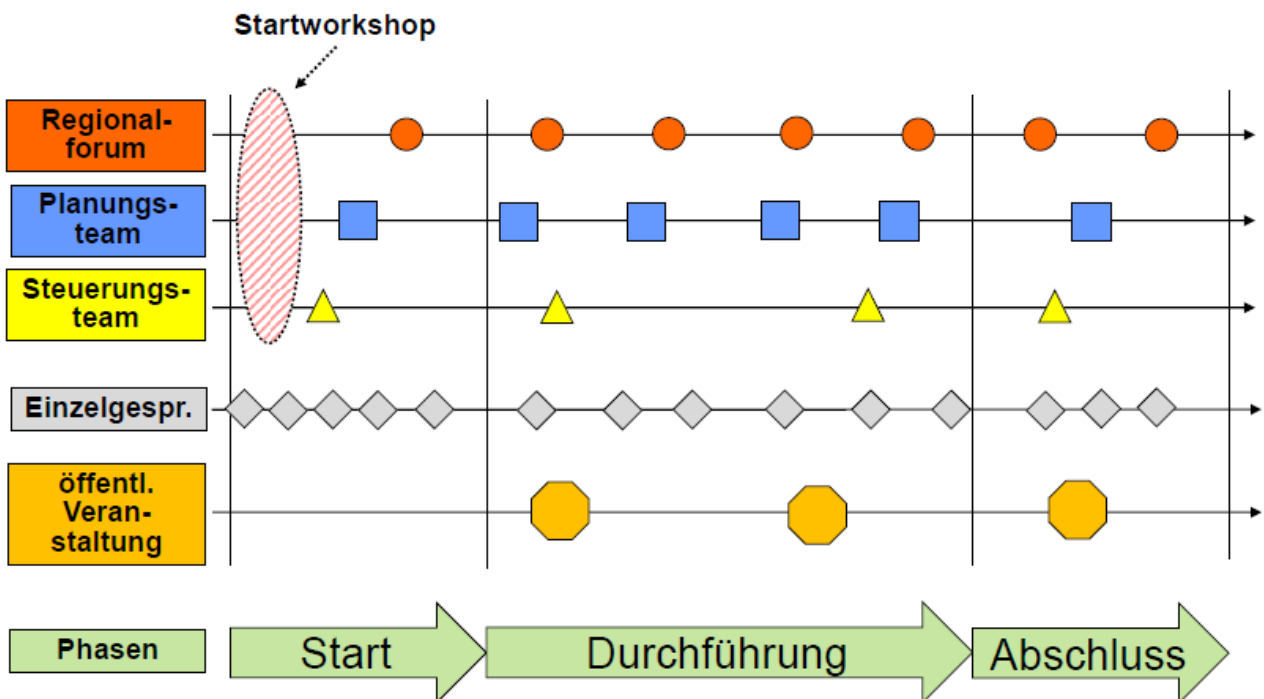 Startworkshop
Regional-
forum
Planungs-
team
Steuerungs-
team
Einzelgespr.
öffentl.
Veran-
staltung
Phasen
Start
Durchführung
Abschluss